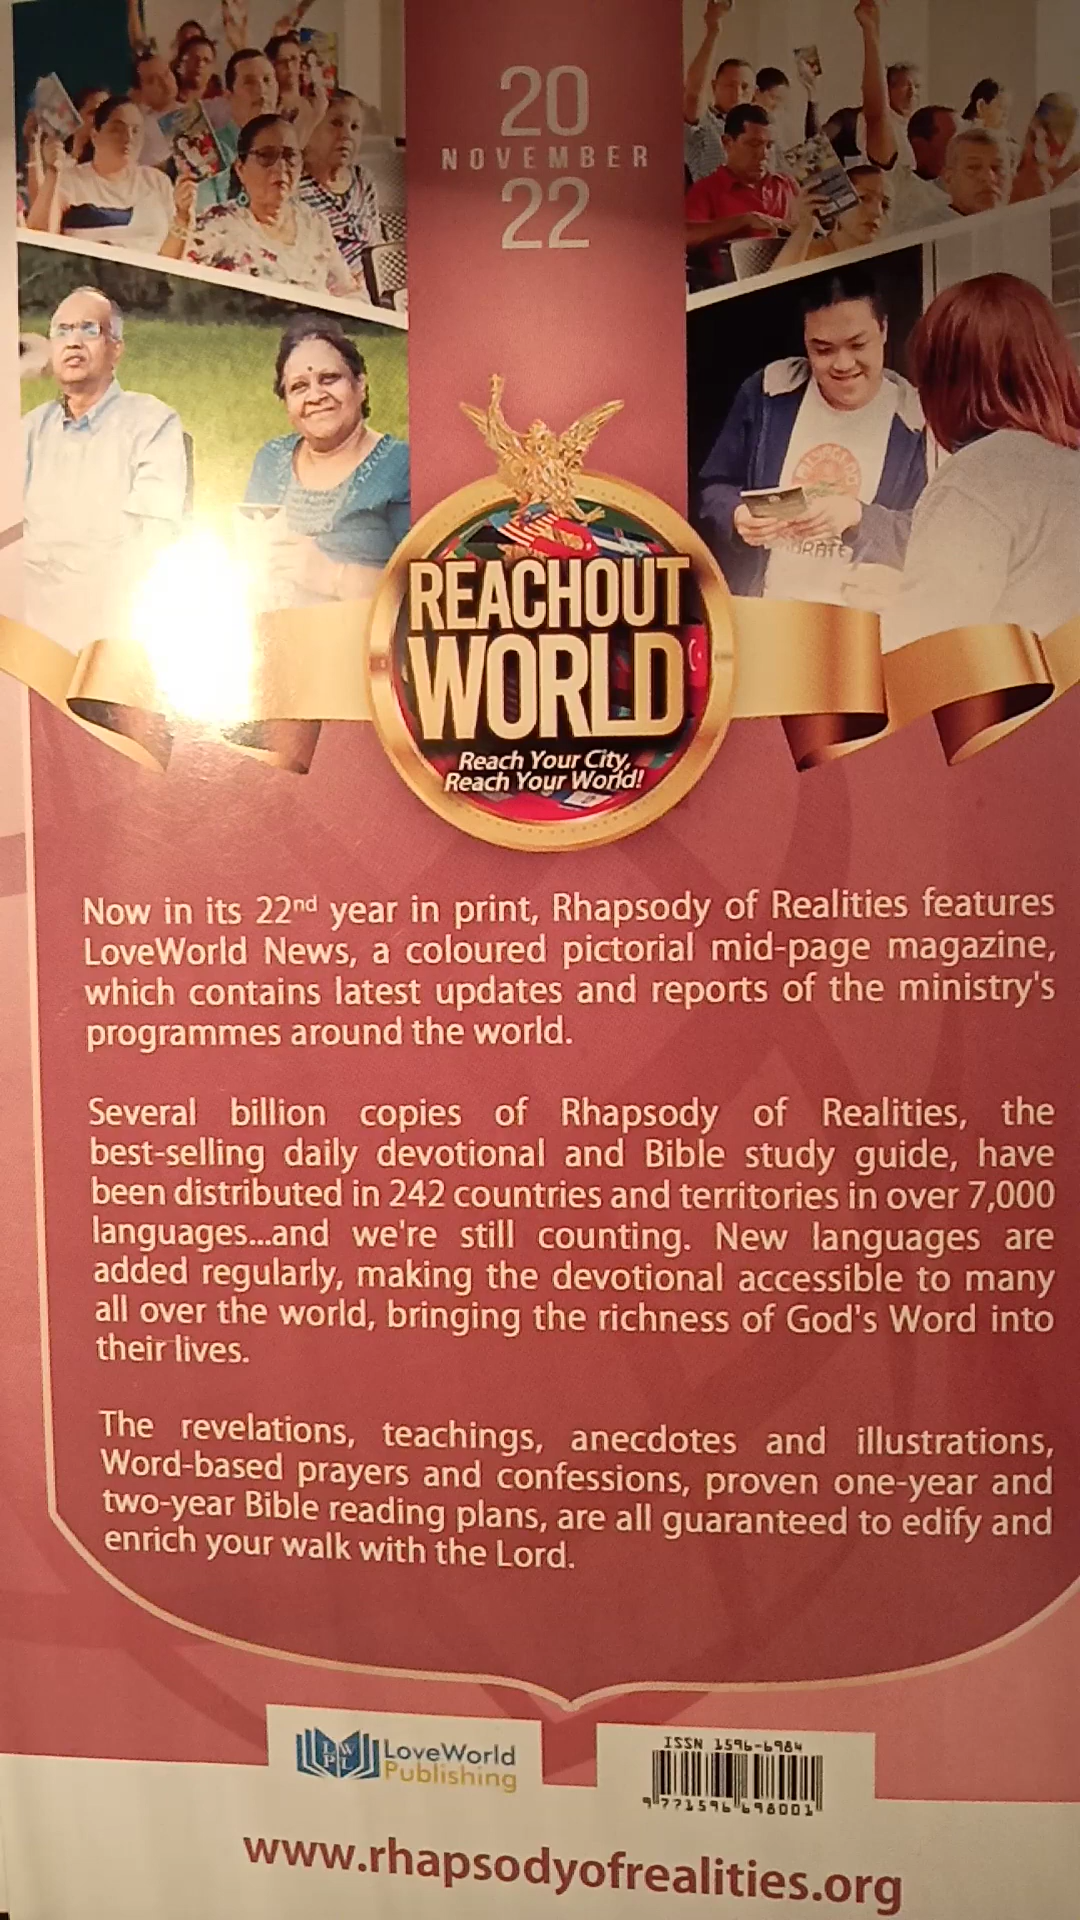 20
NOVEMBER
22
REACHOUT
WORLD
Reach Your City,
Reach Your World!
Now in its 22nd year in print, Rhapsody of Realities features
LoveWorld News, a coloured pictorial mid-page magazine,
which contains latest updates and reports of the ministry's
programmes around the world.
Several billion copies of Rhapsody of Realities, the
best-selling daily devotional and Bible study guide, have
been distributed in 242 countries and territories in over 7,000
languages...and we're still counting. New languages are
added regularly, making the devotional accessible to many
all over the world, bringing the richness of God's Word into
their lives.
The revelations, teachings, anecdotes and illustrations,
Word-based prayers and confessions, proven one-year and
two-year Bible reading plans, are all guaranteed to edify and
enrich your walk with the Lord.
LWPL
LoveWorld
Publishing
ISSN 1596-6984
9 771596 698001
www.rhapsodyofrealities.org